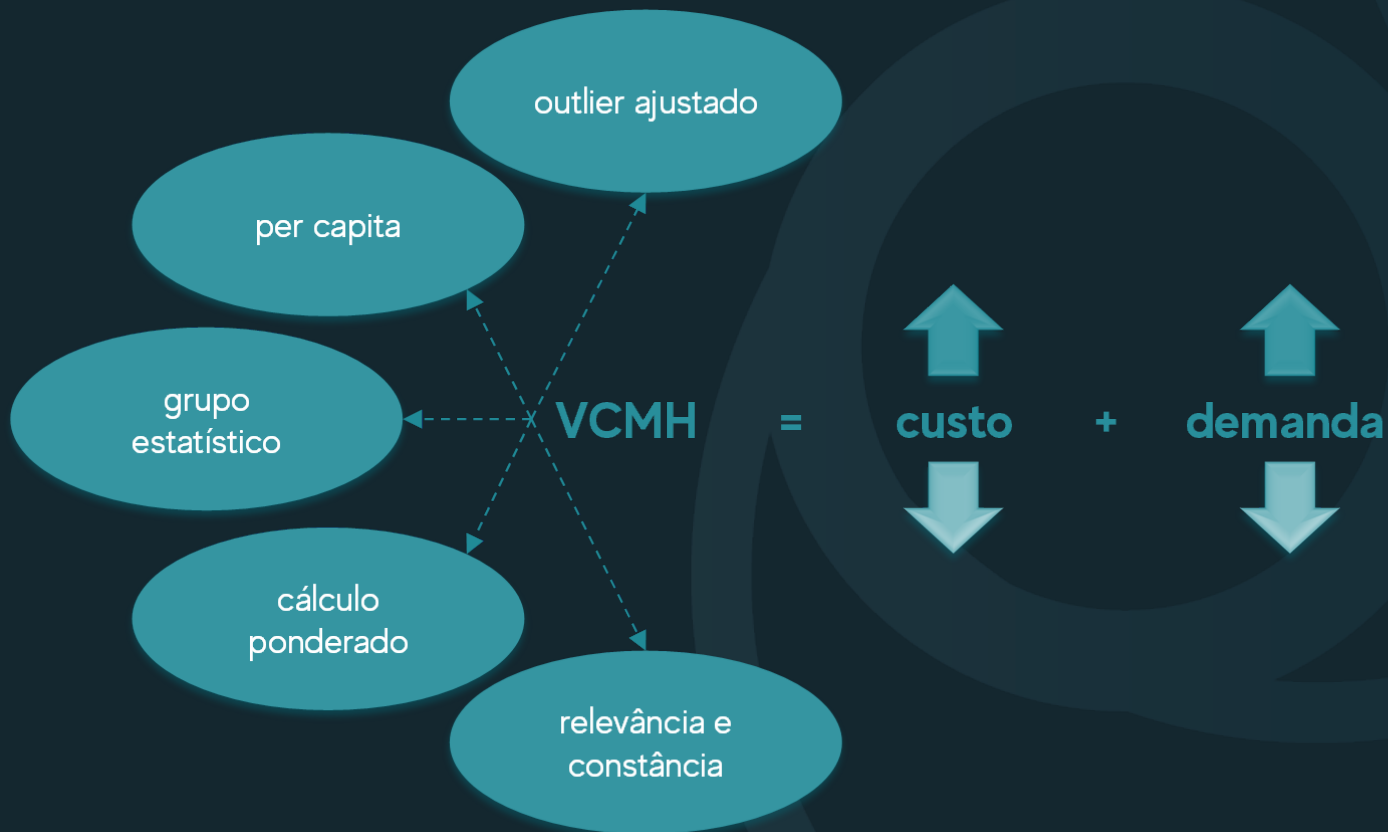 outlier ajustado
per capita
grupo
estatístico
VCMH = custo + demanda
cálculo
ponderado
relevância e
constância